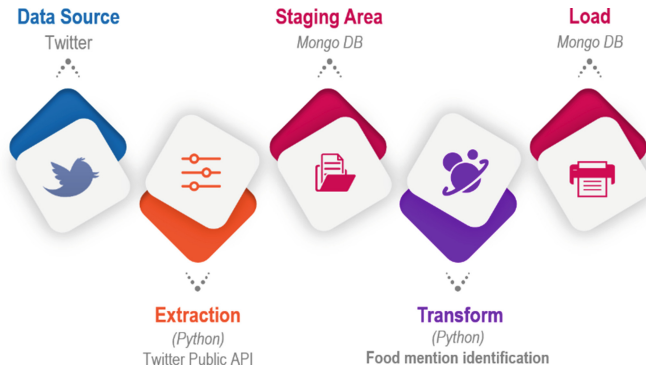 Data Source
Twitter
Staging Area
Mongo DB
Load
Mongo DB
Extraction
(Python)
Twitter Public API
Transform
(Python)
Food mention identification